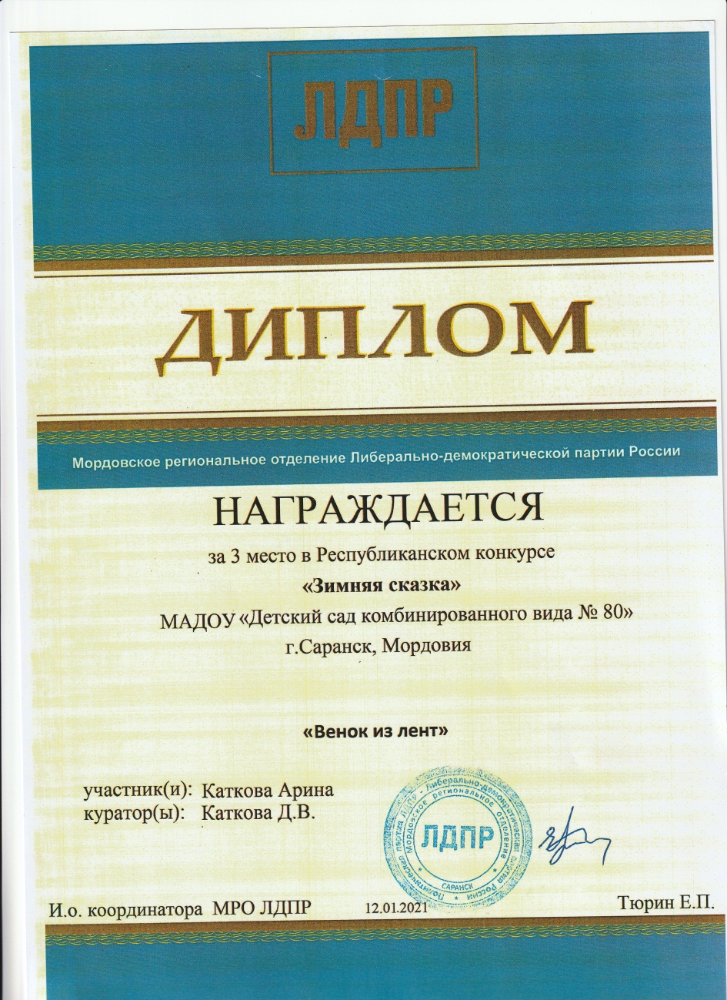 ЛДПР
ДИПЛОМ
Мордовское региональное отделение Либерально-демократической партии России
НАГРАЖДАЕТСЯ
за 3 место в Республиканском конкурсе
«Зимняя сказка»
МАДОУ «Детский сад комбинированного вида № 80»
г.Саранск, Мордовия
«Венок из лент»
участник(и): Каткова Арина
куратор(ы): Каткова Д.В.
Политическая партия ЛДПР - Либерально-демократическая партия России
Мордовское региональное отделение
ЛДПР
САРАНСК
И.о. координатора МРО ЛДПР 12.01.2021 Тюрин Е.П.